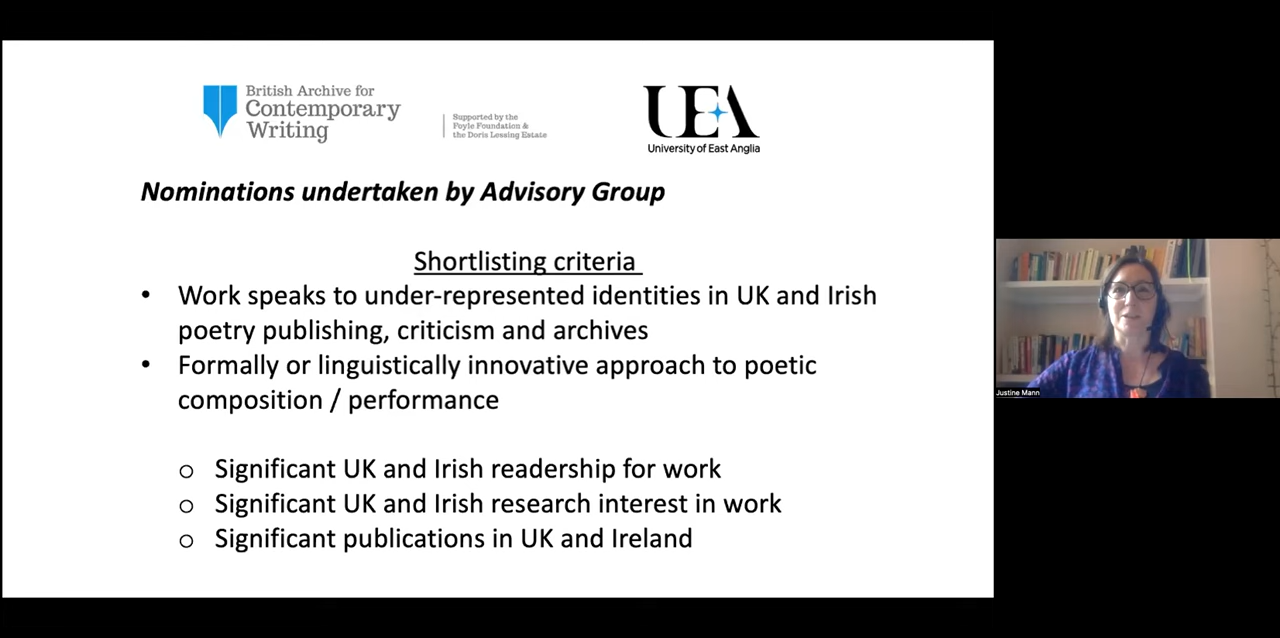 British Archive for
Contemporary
Writing
Supported by the
Foyle Foundation &
the Doris Lessing Estate
UEA
University of East Anglia
Nominations undertaken by Advisory Group
Shortlisting criteria
• Work speaks to under-represented identities in UK and Irish
poetry publishing, criticism and archives
• Formally or linguistically innovative approach to poetic
composition / performance
o Significant UK and Irish readership for work
o Significant UK and Irish research interest in work
o Significant publications in UK and Ireland
Justine Mann